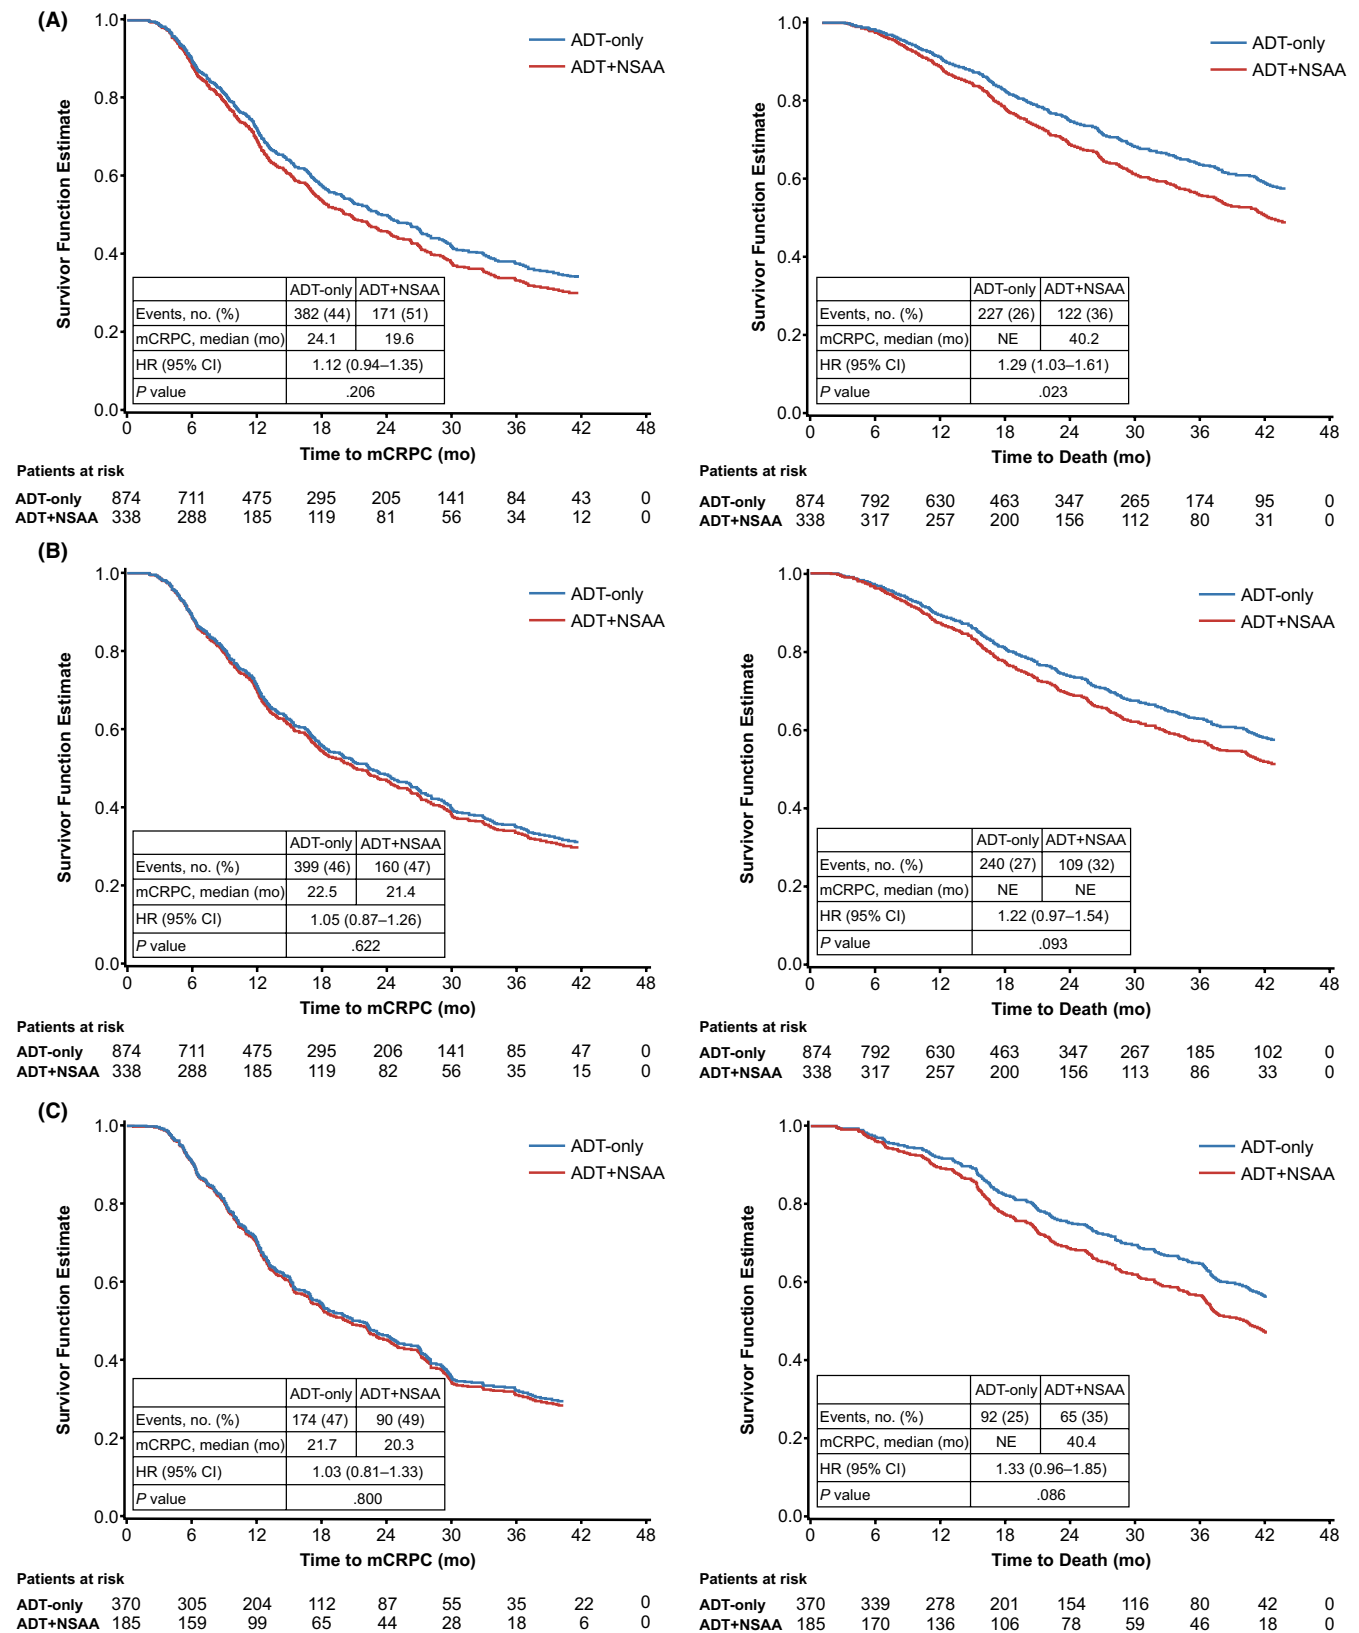 (A)
1.0
0.8
0.6
0.4
0.2
0.0
Survivor Function Estimate
ADT-only
ADT+NSAA
ADT-only ADT+NSAA
Events, no. (%) 382 (44) 171 (51)
mCRPC, median (mo) 24.1 19.6
HR (95% CI) 1.12 (0.94–1.35)
P value .206
0 6 12 18 24 30 36 42 48
Time to mCRPC (mo)
Patients at risk
ADT-only 874 711 475 295 205 141 84 43 0
ADT+NSAA 338 288 185 119 81 56 34 12 0
1.0
0.8
0.6
0.4
0.2
0.0
Survivor Function Estimate
ADT-only
ADT+NSAA
ADT-only ADT+NSAA
Events, no. (%) 227 (26) 122 (36)
mCRPC, median (mo) NE 40.2
HR (95% CI) 1.29 (1.03–1.61)
P value .023
0 6 12 18 24 30 36 42 48
Time to Death (mo)
Patients at risk
ADT-only 874 792 630 463 347 265 174 95 0
ADT+NSAA 338 317 257 200 156 112 80 31 0
(B)
1.0
0.8
0.6
0.4
0.2
0.0
Survivor Function Estimate
ADT-only
ADT+NSAA
ADT-only ADT+NSAA
Events, no. (%) 399 (46) 160 (47)
mCRPC, median (mo) 22.5 21.4
HR (95% CI) 1.05 (0.87–1.26)
P value .622
0 6 12 18 24 30 36 42 48
Time to mCRPC (mo)
Patients at risk
ADT-only 874 711 475 295 206 141 85 47 0
ADT+NSAA 338 288 185 119 82 56 35 15 0
1.0
0.8
0.6
0.4
0.2
0.0
Survivor Function Estimate
ADT-only
ADT+NSAA
ADT-only ADT+NSAA
Events, no. (%) 240 (27) 109 (32)
mCRPC, median (mo) NE NE
HR (95% CI) 1.22 (0.97–1.54)
P value .093
0 6 12 18 24 30 36 42 48
Time to Death (mo)
Patients at risk
ADT-only 874 792 630 463 347 267 185 102 0
ADT+NSAA 338 317 257 200 156 113 86 33 0
(C)
1.0
0.8
0.6
0.4
0.2
0.0
Survivor Function Estimate
ADT-only
ADT+NSAA
ADT-only ADT+NSAA
Events, no. (%) 174 (47) 90 (49)
mCRPC, median (mo) 21.7 20.3
HR (95% CI) 1.03 (0.81–1.33)
P value .800
0 6 12 18 24 30 36 42 48
Time to mCRPC (mo)
Patients at risk
ADT-only 370 305 204 112 87 55 35 22 0
ADT+NSAA 185 159 99 65 44 28 18 6 0
1.0
0.8
0.6
0.4
0.2
0.0
Survivor Function Estimate
ADT-only
ADT+NSAA
ADT-only ADT+NSAA
Events, no. (%) 92 (25) 65 (35)
mCRPC, median (mo) NE 40.4
HR (95% CI) 1.33 (0.96–1.85)
P value .086
0 6 12 18 24 30 36 42 48
Time to Death (mo)
Patients at risk
ADT-only 370 339 278 201 154 116 80 42 0
ADT+NSAA 185 170 136 106 78 59 46 18 0